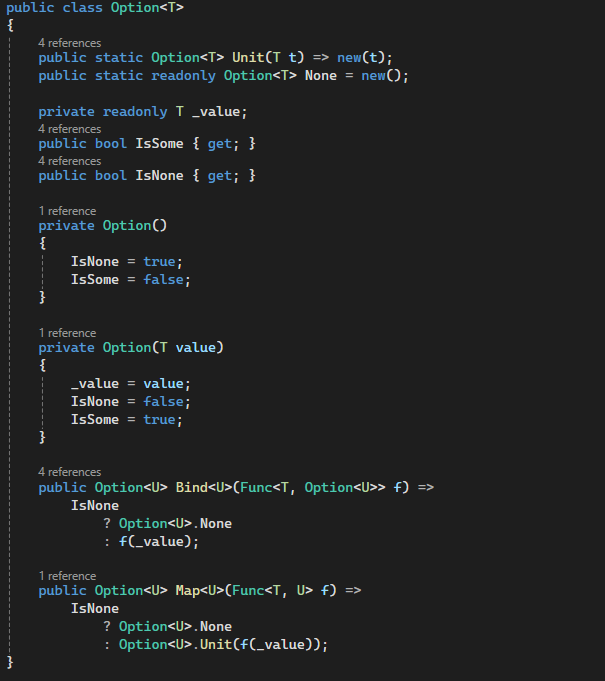 public class Option<T>
{
4 references
public static Option<T> Unit(T t) => new(t);
public static readonly Option<T> None = new();
private readonly T _value;
4 references
public bool IsSome { get; }
4 references
public bool IsNone { get; }
1 reference
private Option()
{
IsNone = true;
IsSome = false;
}
1 reference
private Option(T value)
{
_value = value;
IsNone = false;
IsSome = true;
}
4 references
public Option<U> Bind<U>(Func<T, Option<U>> f) =>
IsNone
? Option<U>.None
: f(_value);
1 reference
public Option<U> Map<U>(Func<T, U> f) =>
IsNone
? Option<U>.None
: Option<U>.Unit(f(_value));
}